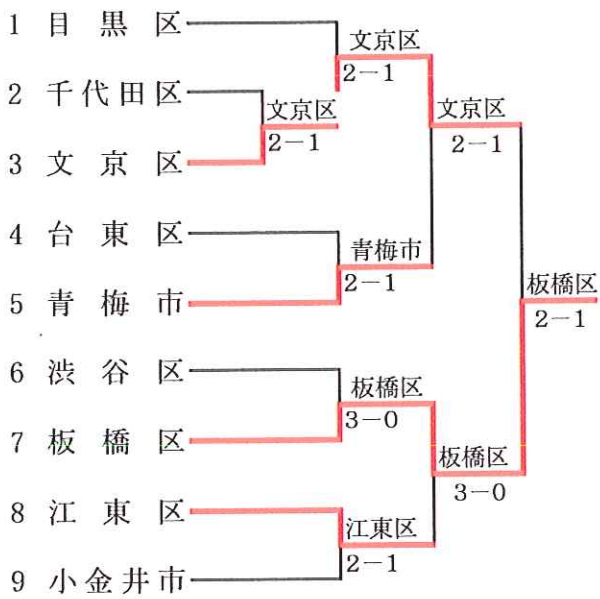 1 目黒区
文京区
2-1
2 千代田区
文京区
2-1
文京区
2-1
3 文京区
4 台東区
青梅市
2-1
5 青梅市
板橋区
2-1
6 渋谷区
板橋区
3-0
7 板橋区
板橋区
3-0
8 江東区
江東区
2-1
9 小金井市